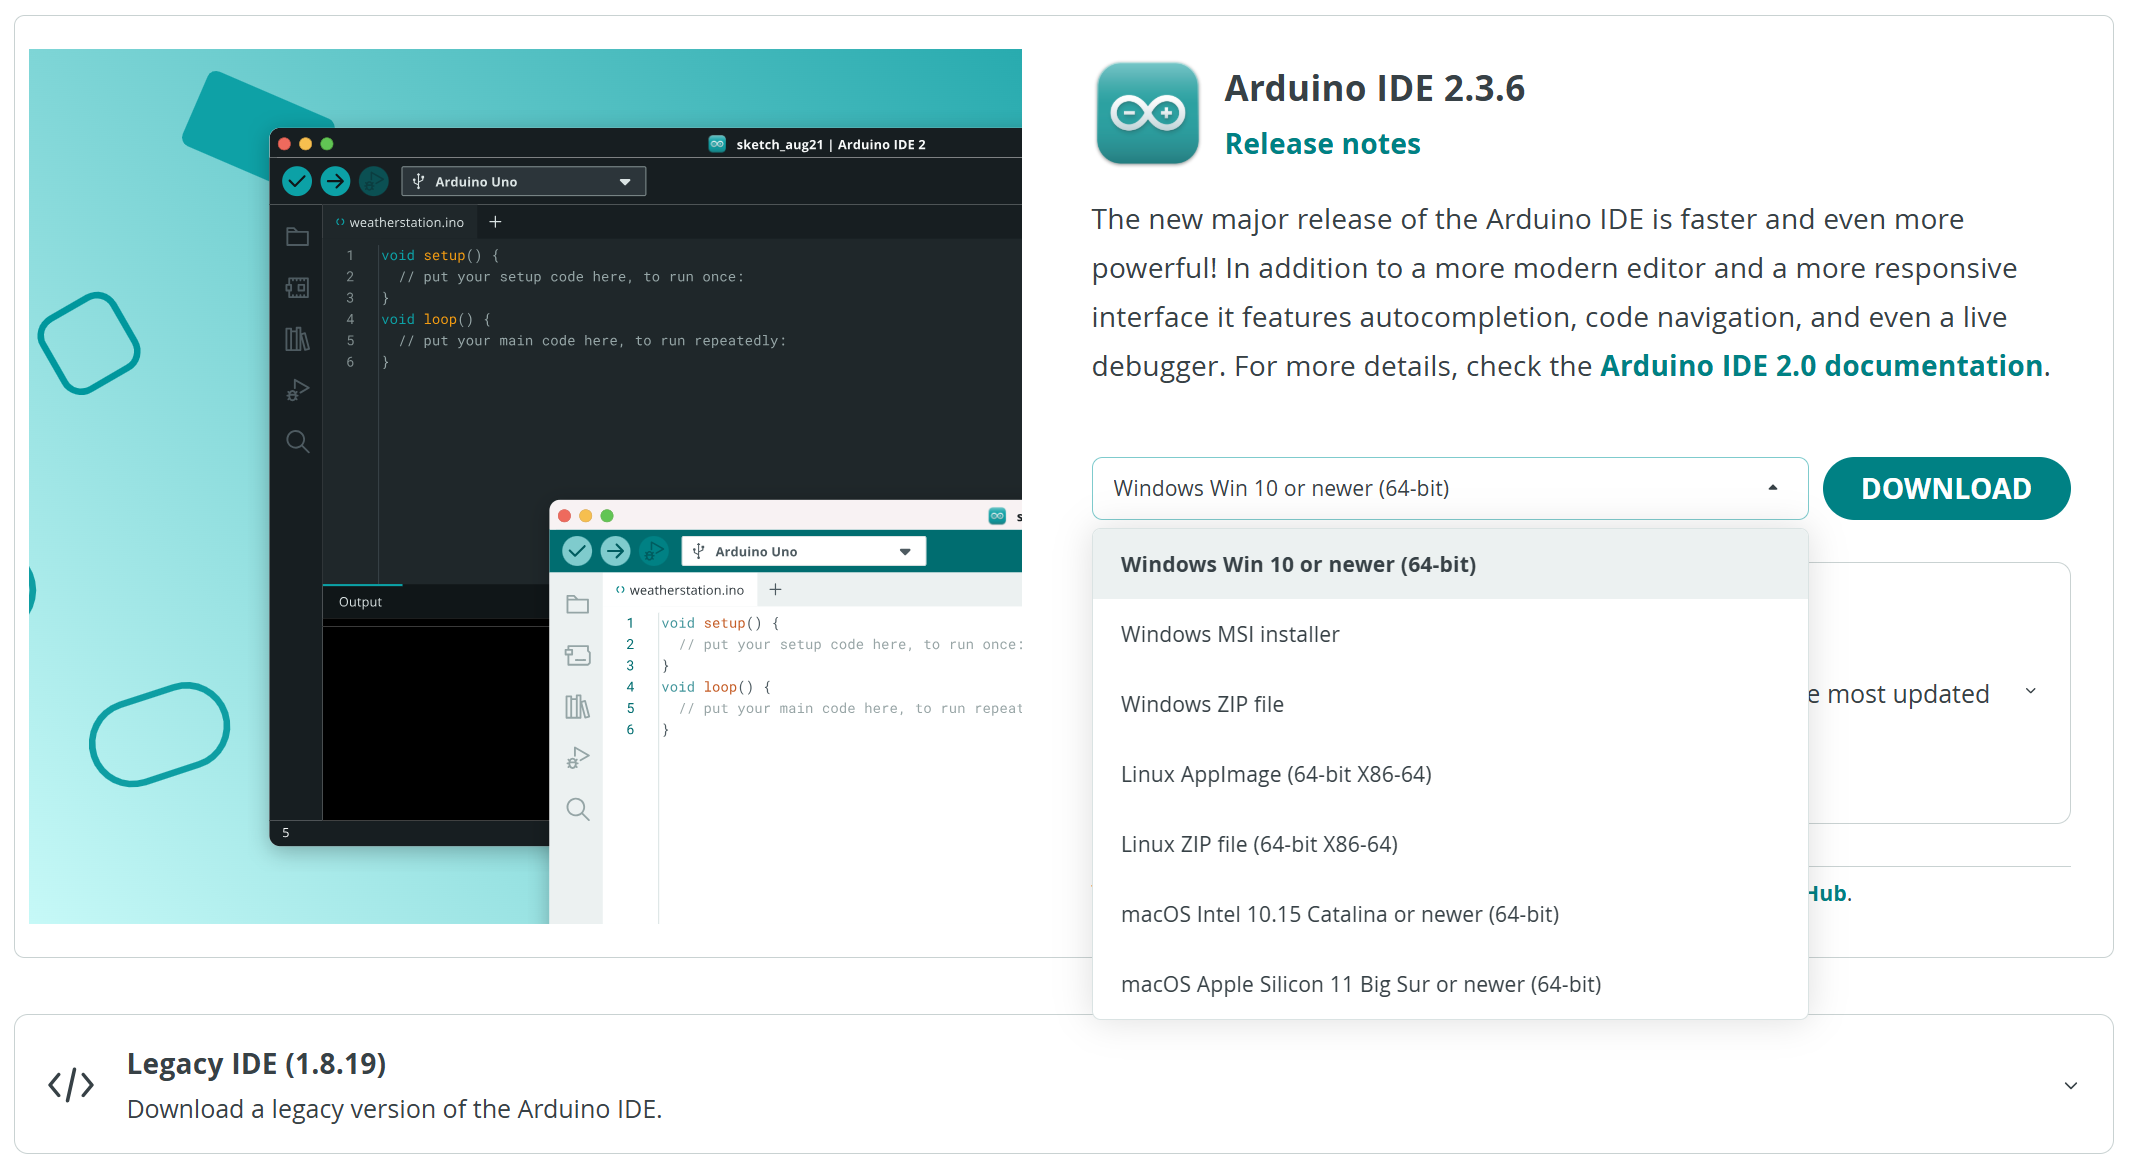 sketch_aug21 | Arduino IDE 2
Arduino Uno
weatherstation.ino +
1 void setup() {
2 // put your setup code here, to run once:
3 }
4 void loop() {
5 // put your main code here, to run repeatedly:
6 }
Output
5
s
Arduino Uno
weatherstation.ino +
1 void setup() {
2 // put your setup code here, to run once:
3 }
4 void loop() {
5 // put your main code here, to run repeat
6 }
Arduino IDE 2.3.6
Release notes
The new major release of the Arduino IDE is faster and even more
powerful! In addition to a more modern editor and a more responsive
interface it features autocompletion, code navigation, and even a live
debugger. For more details, check the Arduino IDE 2.0 documentation.
Windows Win 10 or newer (64-bit)
DOWNLOAD
Windows Win 10 or newer (64-bit)
Windows MSI installer
Windows ZIP file
Linux AppImage (64-bit X86-64)
Linux ZIP file (64-bit X86-64)
macOS Intel 10.15 Catalina or newer (64-bit)
macOS Apple Silicon 11 Big Sur or newer (64-bit)
e most updated
Hub.
Legacy IDE (1.8.19)
Download a legacy version of the Arduino IDE.